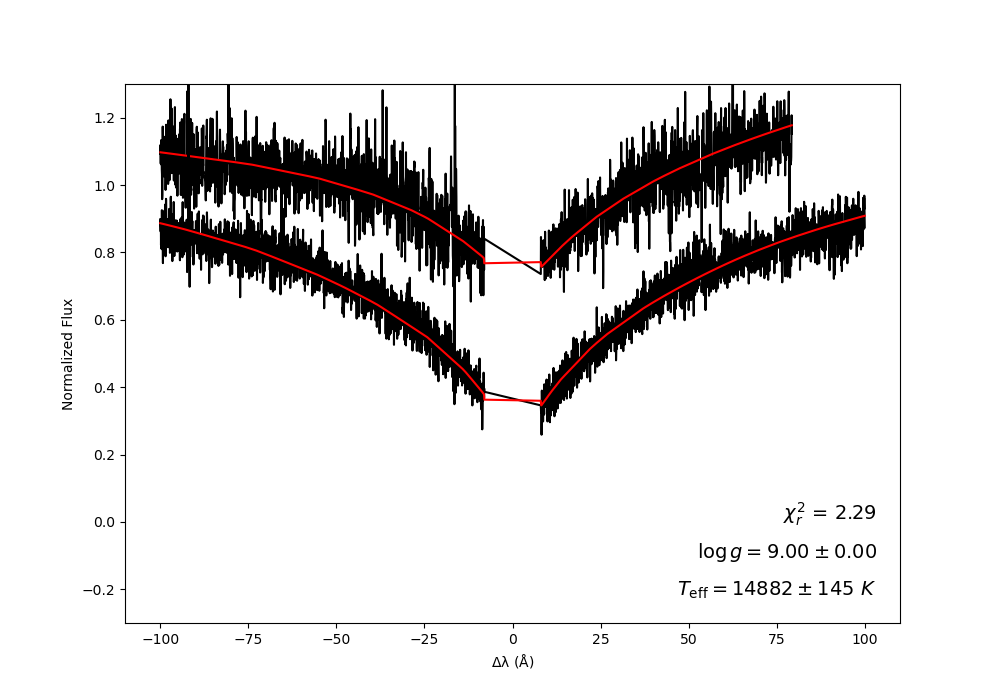 1.2
1.0
0.8
0.6
0.4
0.2
0.0
−0.2
Normalized Flux
χ²ᵣ = 2.29
log g = 9.00 ± 0.00
T_eff = 14882 ± 145 K
−100 −75 −50 −25 0 25 50 75 100
Δλ (Å)